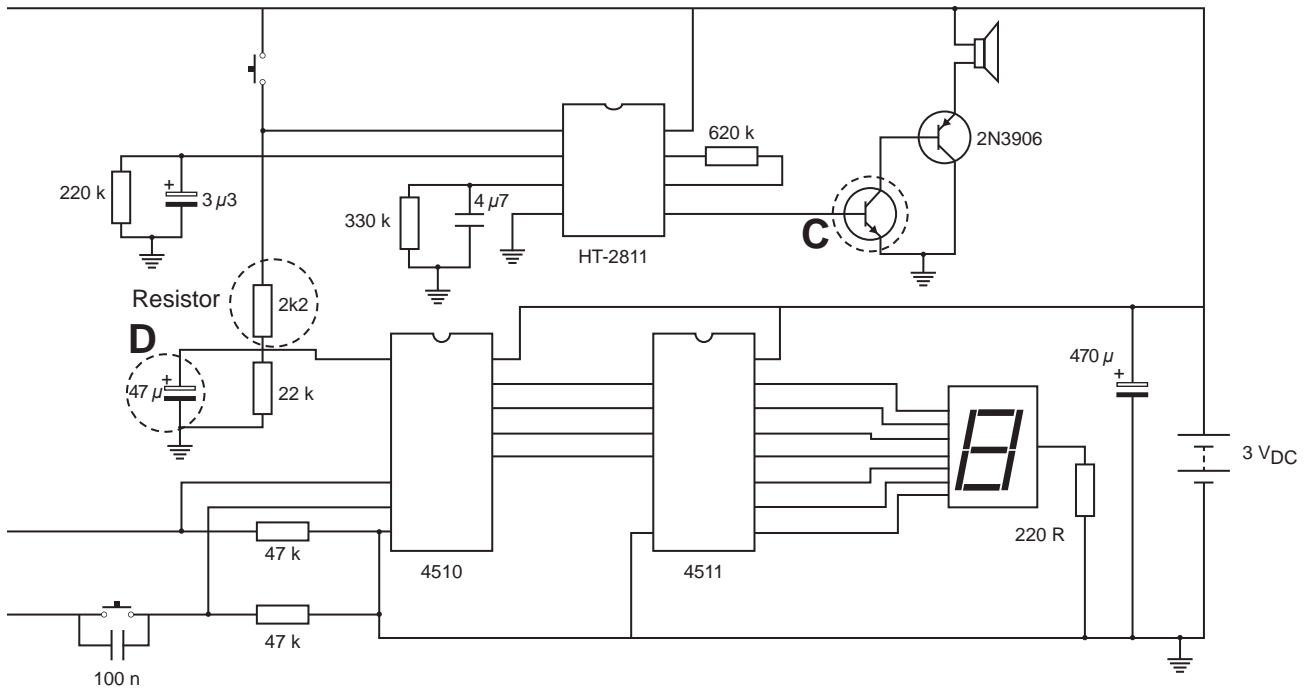 620 k
2N3906
220 k
3 µ3
4 µ7
330 k
C
HT-2811
Resistor
2k2
D
470 µ
47 µ
22 k
3 VDC
220 R
47 k
4510
4511
47 k
100 n